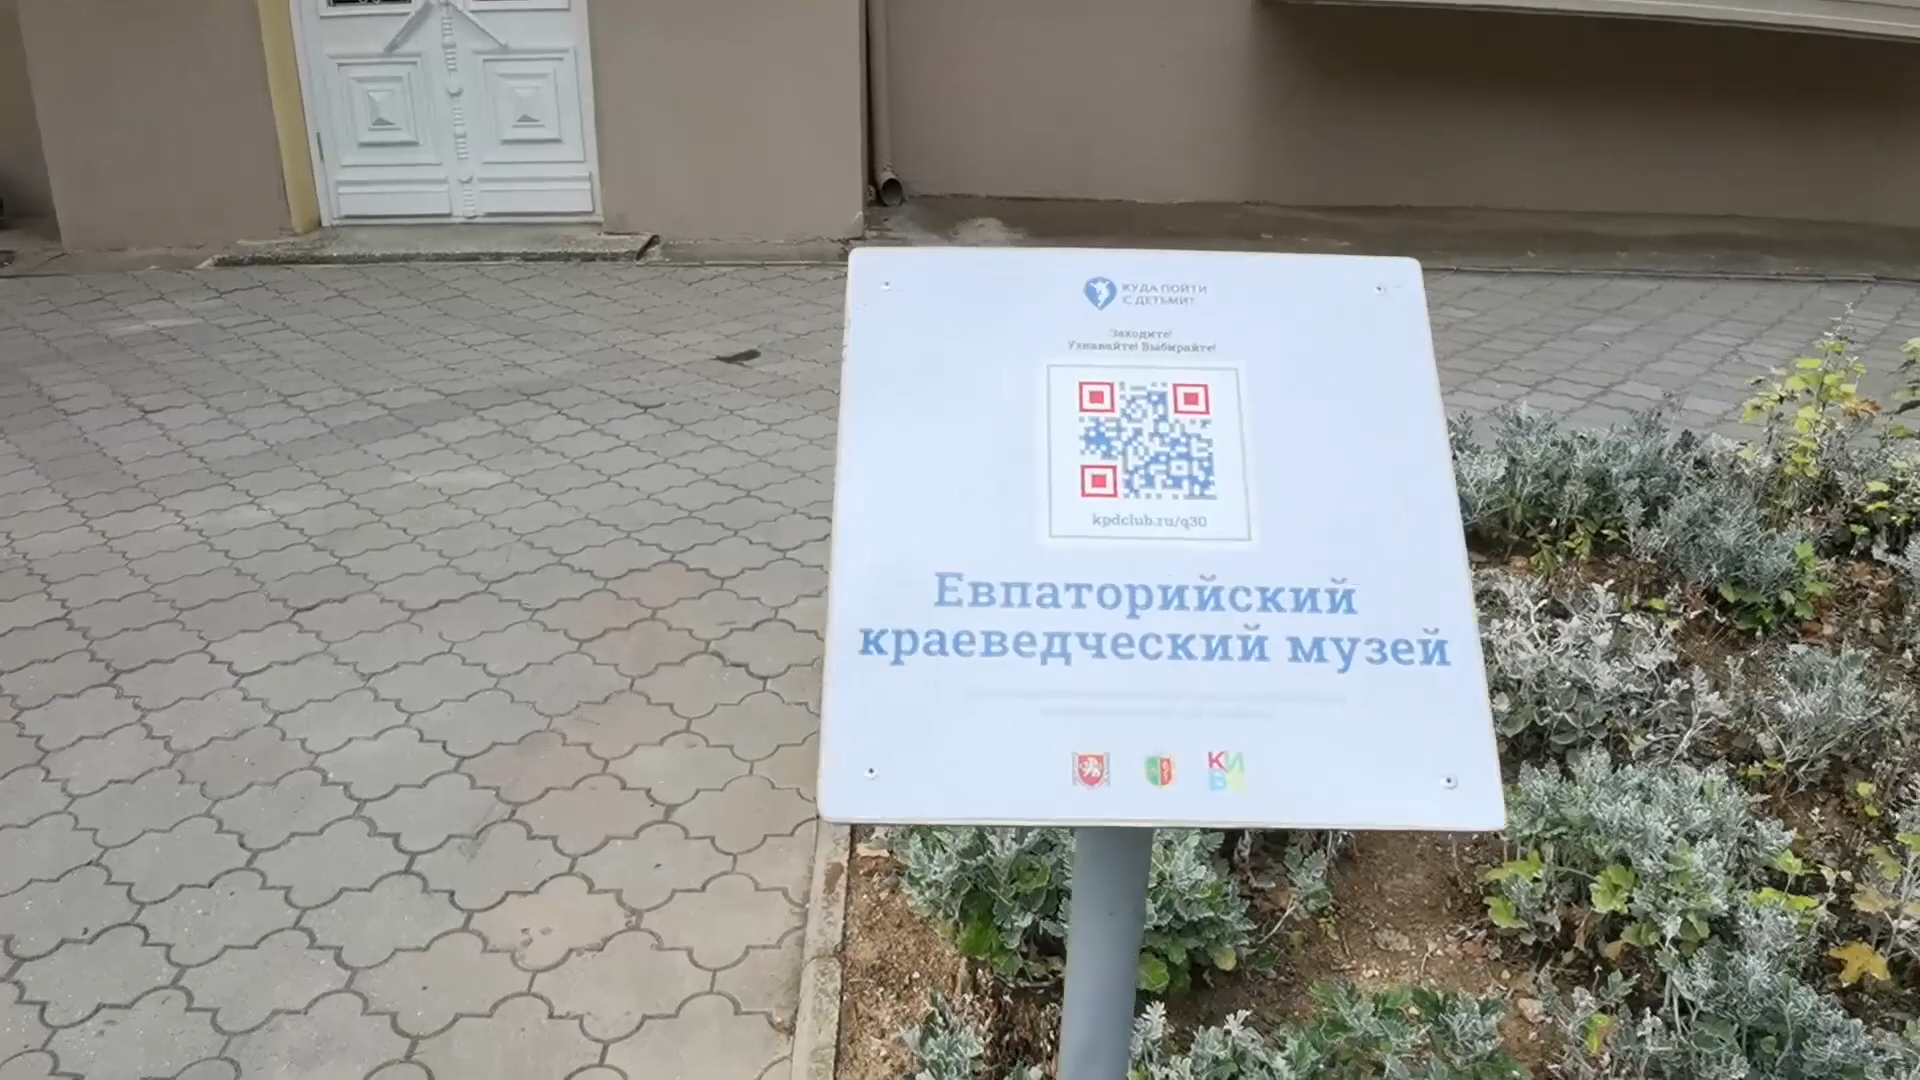 КУДА ПОЙТИ
С ДЕТЬМИ?
Заходите!
Узнавайте! Выбирайте!
kpdclub.ru/q30
Евпаторийский
краеведческий музей